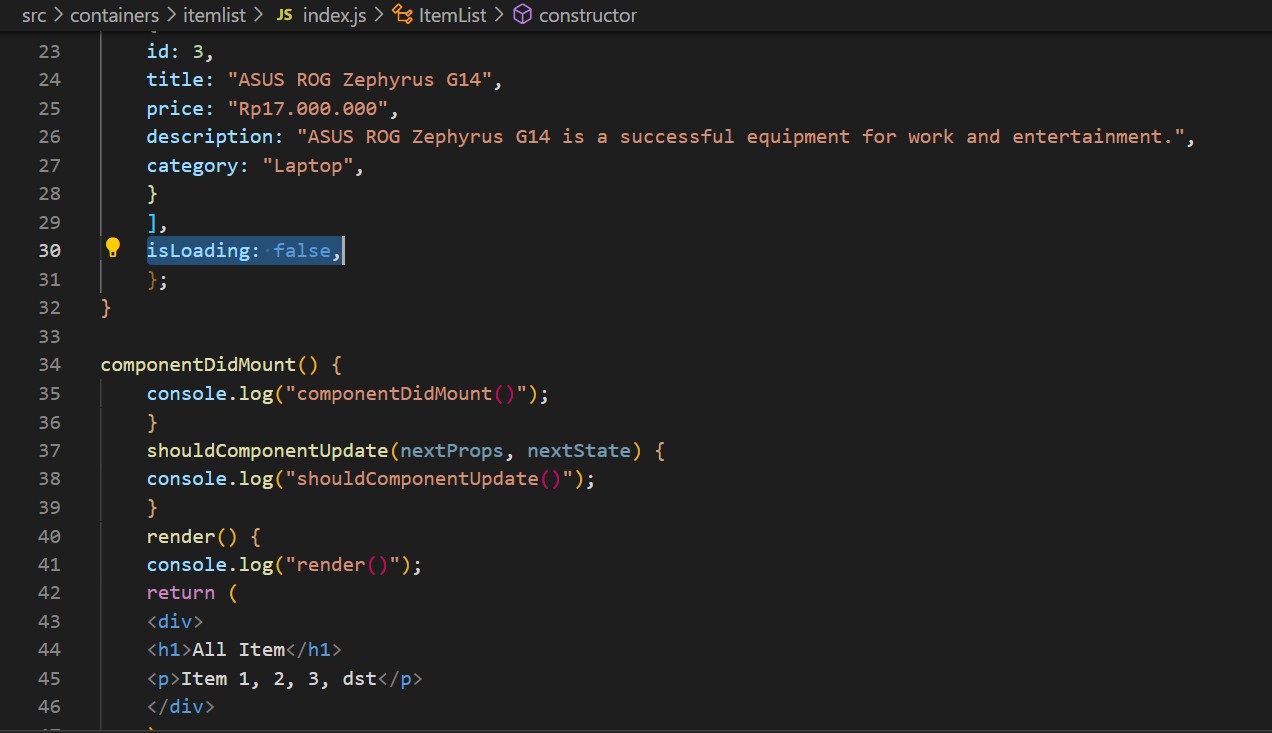 src > containers > itemlist > JS index.js > ItemList > constructor
23 id: 3,
24 title: "ASUS ROG Zephyrus G14",
25 price: "Rp17.000.000",
26 description: "ASUS ROG Zephyrus G14 is a successful equipment for work and entertainment.",
27 category: "Laptop",
28 }
29 ],
30 isLoading: false,
31 };
32 }
33
34 componentDidMount() {
35 console.log("componentDidMount()");
36 }
37 shouldComponentUpdate(nextProps, nextState) {
38 console.log("shouldComponentUpdate()");
39 }
40 render() {
41 console.log("render()");
42 return (
43 <div>
44 <h1>All Item</h1>
45 <p>Item 1, 2, 3, dst</p>
46 </div>